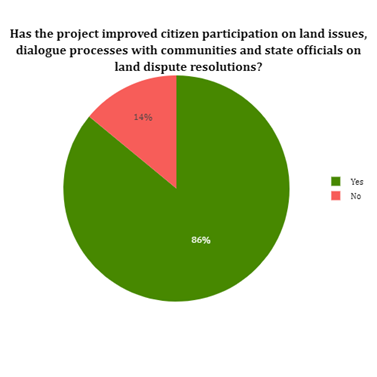 Has the project improved citizen participation on land issues,
dialogue processes with communities and state officials on
land dispute resolutions?
14%
Yes
No
86%